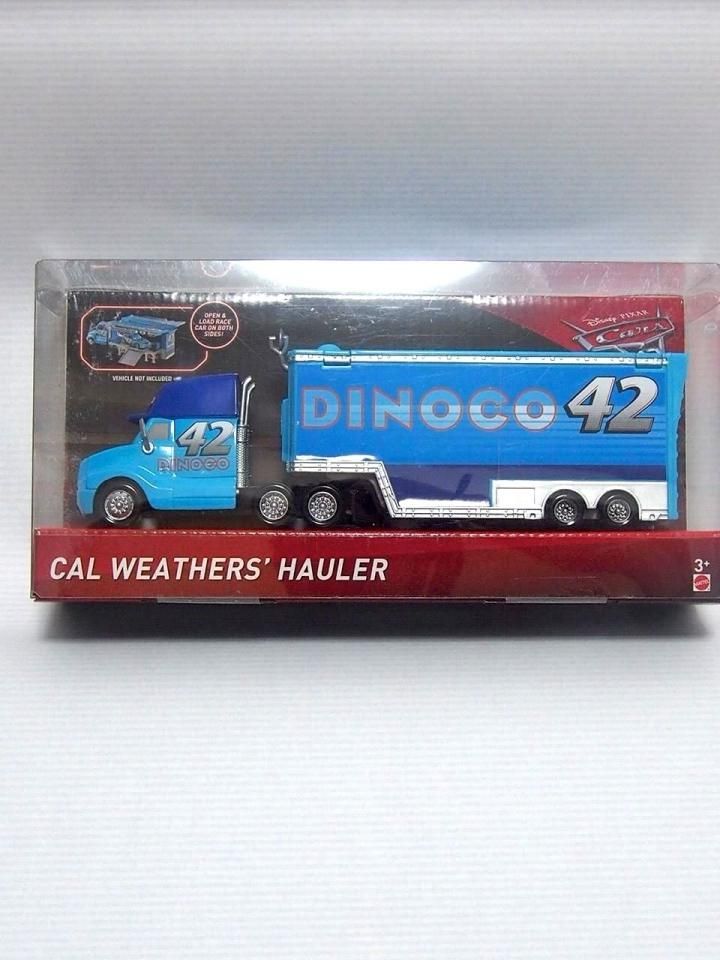 OPEN &
LOAD RACE
CAR ON BOTH
SIDES!
Disney PIXAR
Cars
VEHICLE NOT INCLUDED
DINOCO 42
42
DINOCO
CAL WEATHERS' HAULER
3+
MATTEL